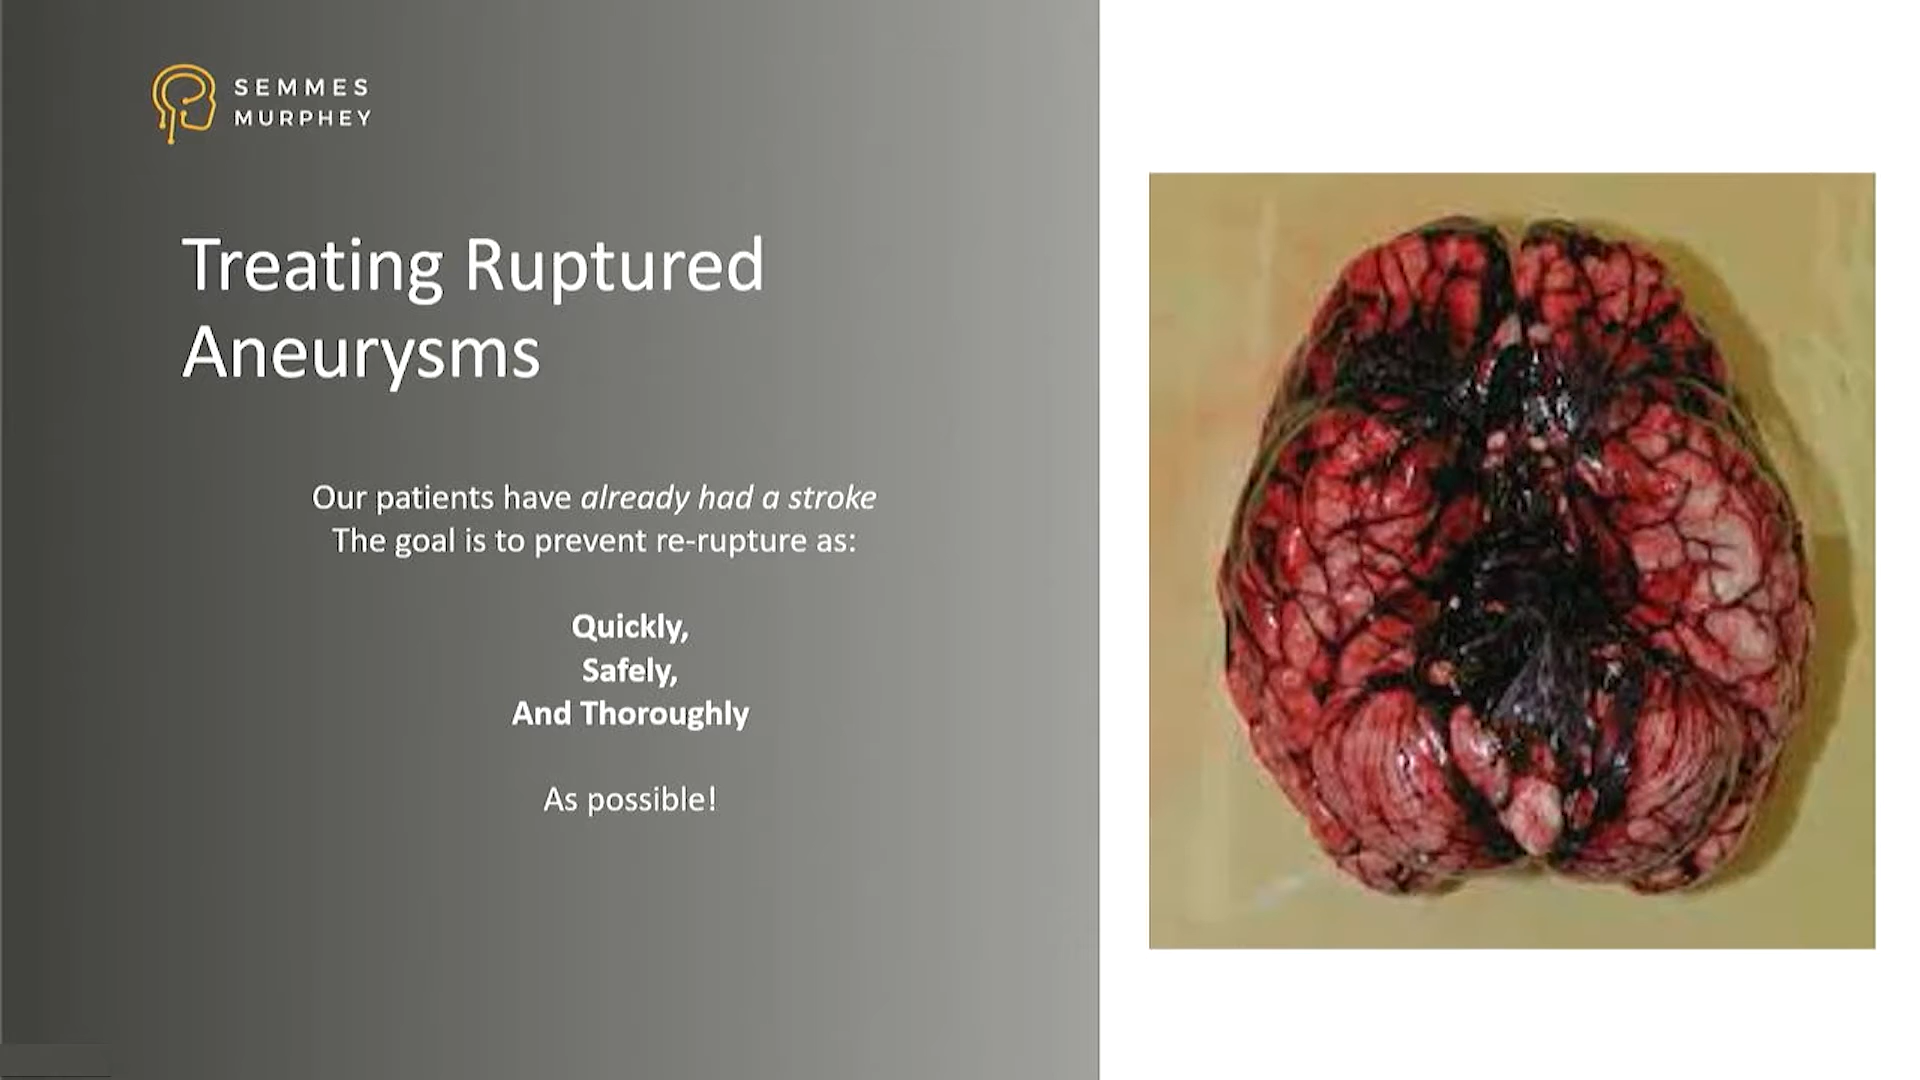 SEMMES
MURPHEY
Treating Ruptured
Aneurysms
Our patients have already had a stroke
The goal is to prevent re-rupture as:
Quickly,
Safely,
And Thoroughly
As possible!